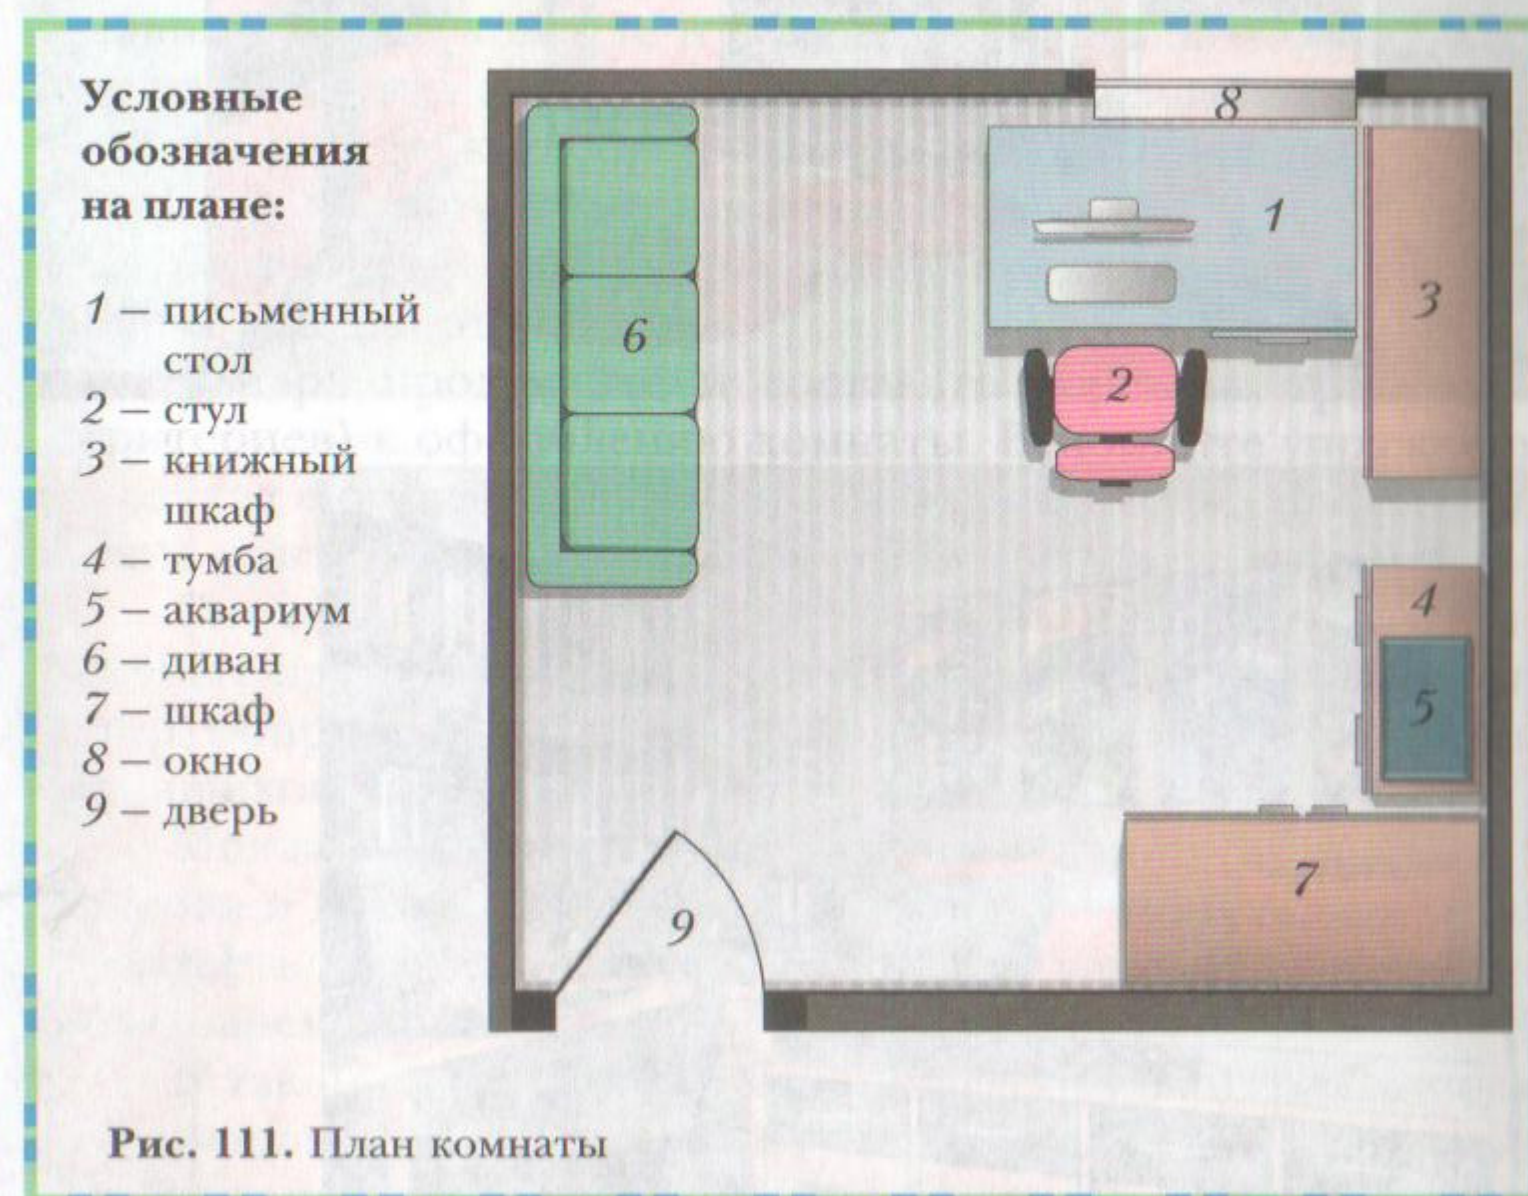 Условные
обозначения
на плане:
1 – письменный
стол
2 – стул
3 – книжный
шкаф
4 – тумба
5 – аквариум
6 – диван
7 – шкаф
8 – окно
9 – дверь
8
1
3
6
2
4
5
7
9
Рис. 111. План комнаты